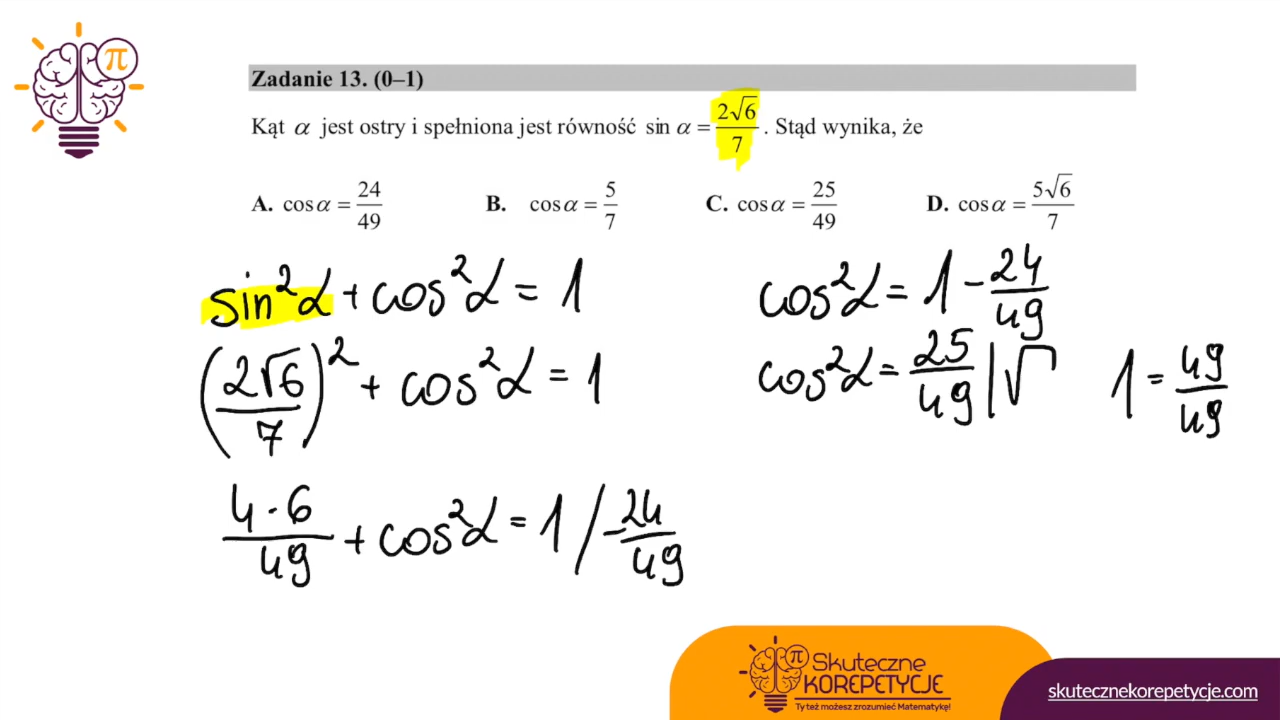 π
Zadanie 13. (0–1)
Kąt α jest ostry i spełniona jest równość sin α = 2√6/7 . Stąd wynika, że
A. cos α = 24/49 B. cos α = 5/7 C. cos α = 25/49 D. cos α = 5√6/7
sin²α + cos²α = 1
(2√6/7)² + cos²α = 1
4·6/49 + cos²α = 1 / -24/49
cos²α = 1 - 24/49
cos²α = 25/49 |√
1 = 49/49
π
Skuteczne
KOREPETYCJE
Ty też możesz zrozumieć Matematykę!
skutecznekorepetycje.com